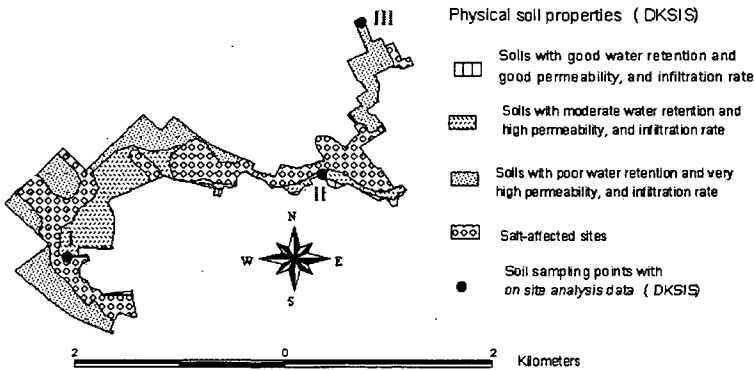 Physical soil properties ( DKSIS)
Soils with good water retention and
good permeability, and infiltration rate
Soils with moderate water retention and
high permeability, and infiltration rate
Soils with poor water retention and very
high permeability, and infiltration rate
Salt-affected sites
Soil sampling points with
on site analysis data ( DKSIS)
III
II
I
N
W
E
S
2
0
2
Kilometers